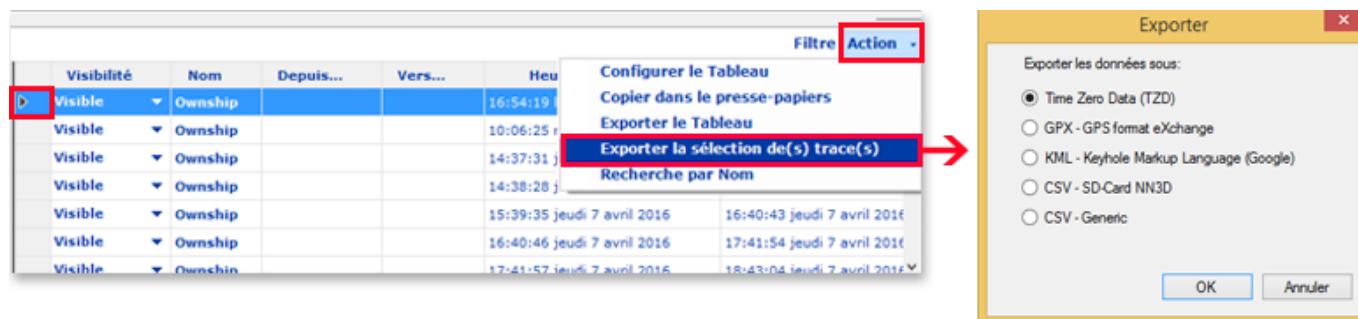 Filtre Action
Visibilité Nom Depuis... Vers... Heu
Visible Ownship 16:54:19
Visible Ownship 10:06:25
Visible Ownship 14:37:31 j
Visible Ownship 14:38:28 j
Visible Ownship 15:39:35 jeudi 7 avril 2016 16:40:43 jeudi 7 avril 2016
Visible Ownship 16:40:46 jeudi 7 avril 2016 17:41:54 jeudi 7 avril 2016
Visible Ownship 17:41:57 jeudi 7 avril 2016 18:43:04 jeudi 7 avril 2016
Configurer le Tableau
Copier dans le presse-papiers
Exporter le Tableau
Exporter la sélection de(s) trace(s)
Recherche par Nom
Exporter
Exporter les données sous:
Time Zero Data (TZD)
GPX - GPS format eXchange
KML - Keyhole Markup Language (Google)
CSV - SD-Card NN3D
CSV - Generic
OK Annuler